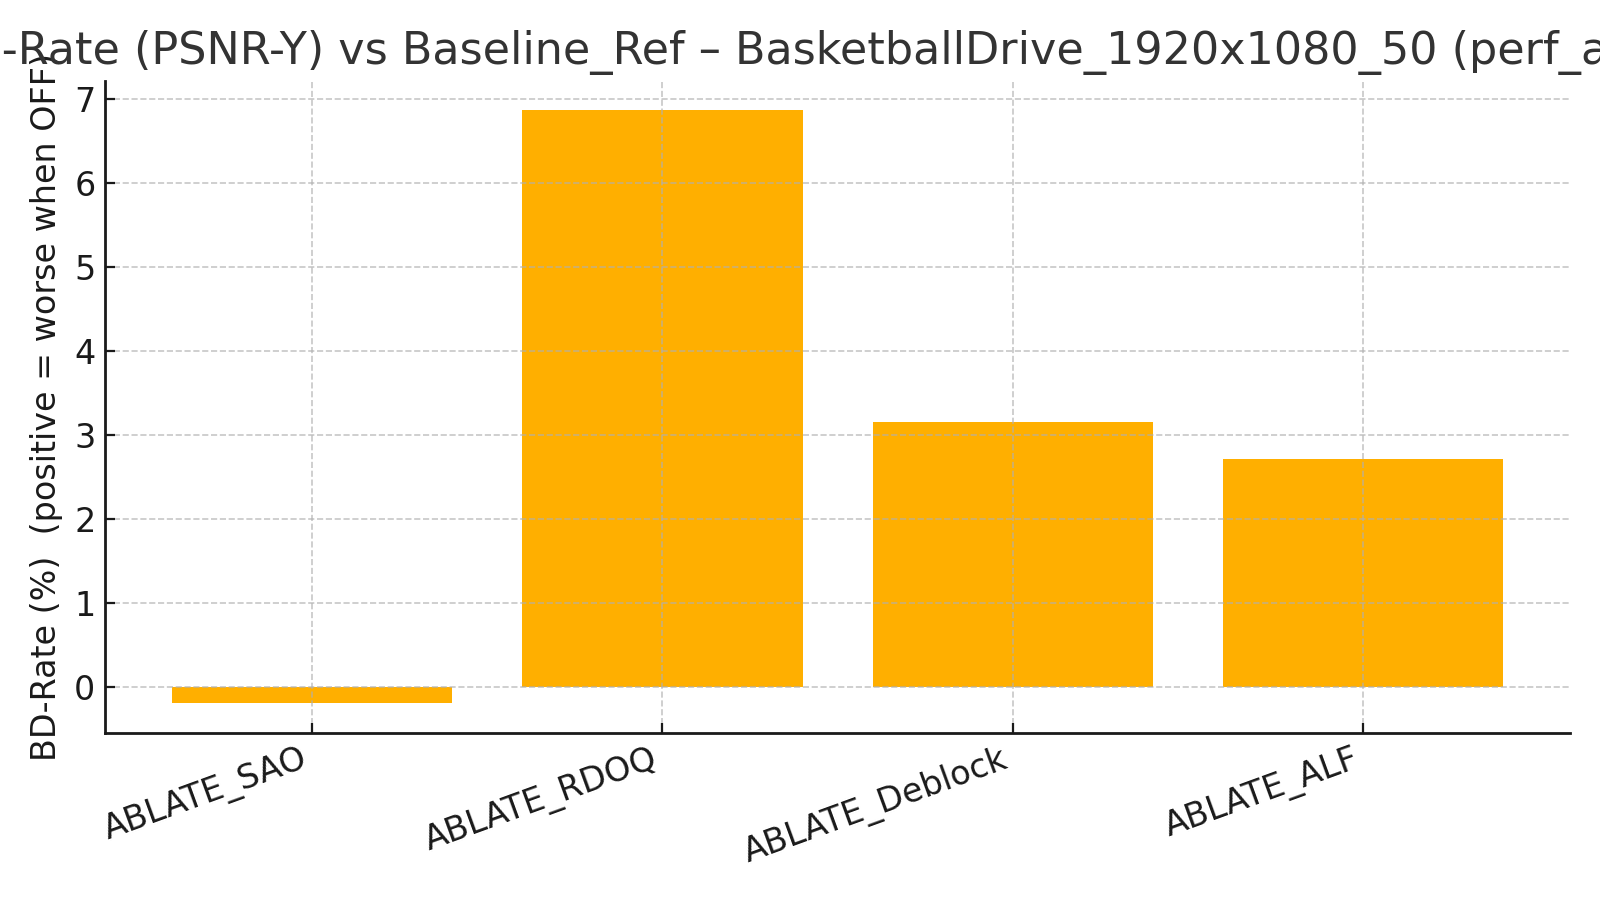 -Rate (PSNR-Y) vs Baseline_Ref – BasketballDrive_1920x1080_50 (perf_a
BD-Rate (%)  (positive = worse when OFF)
7
6
5
4
3
2
1
0
ABLATE_SAO
ABLATE_RDOQ
ABLATE_Deblock
ABLATE_ALF